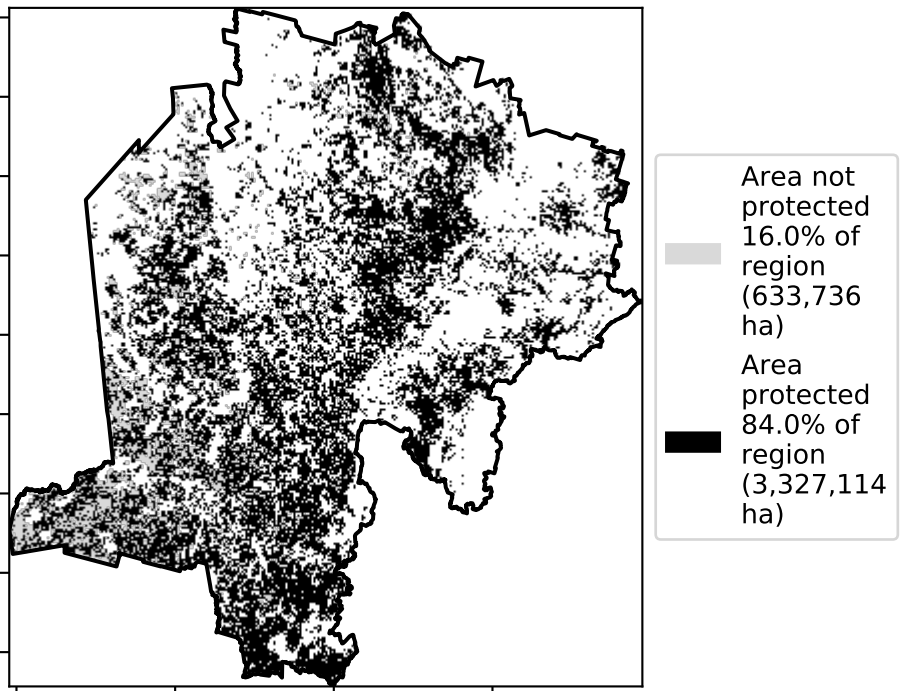 Area not
protected
16.0% of
region
(633,736
ha)
Area
protected
84.0% of
region
(3,327,114
ha)